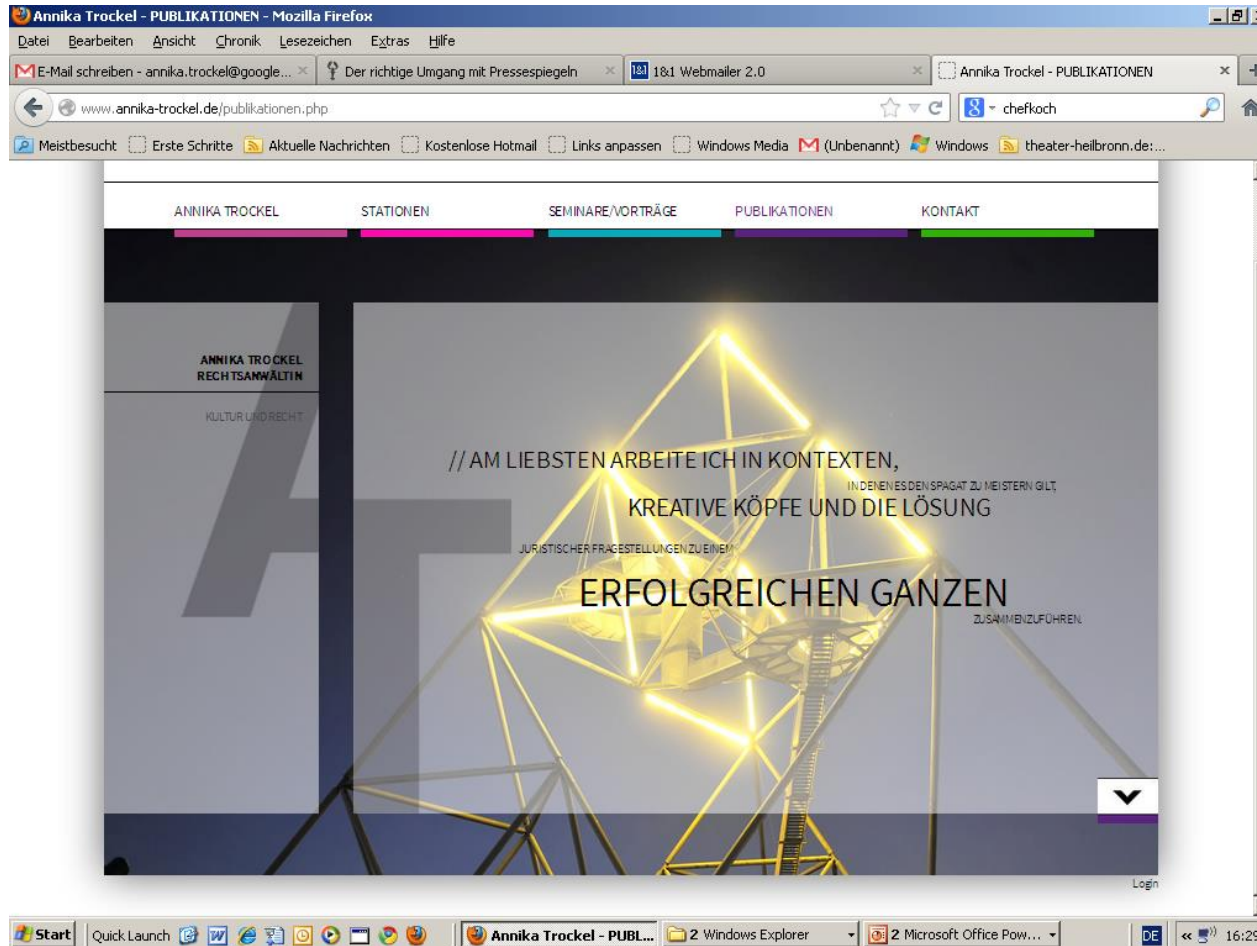 Annika Trockel - PUBLIKATIONEN - Mozilla Firefox
Datei Bearbeiten Ansicht Chronik Lesezeichen Extras Hilfe
E-Mail schreiben - annika.trockel@google... Der richtige Umgang mit Pressespiegeln 1&1 1&1 Webmailer 2.0 Annika Trockel - PUBLIKATIONEN
www.annika-trockel.de/publikationen.php chefkoch
Meistbesucht Erste Schritte Aktuelle Nachrichten Kostenlose Hotmail Links anpassen Windows Media (Unbenannt) Windows theater-heilbronn.de:...
ANNIKA TROCKEL STATIONEN SEMINARE/VORTRÄGE PUBLIKATIONEN KONTAKT
AT
ANNIKA TROCKEL
RECHTSANWÄLTIN
KULTUR UND RECHT
// AM LIEBSTEN ARBEITE ICH IN KONTEXTEN,
IN DENEN ES DEN SPAGAT ZU MEISTERN GILT,
KREATIVE KÖPFE UND DIE LÖSUNG
JURISTISCHER FRAGESTELLUNGEN ZU EINEM
ERFOLGREICHEN GANZEN
ZUSAMMENZUFÜHREN.
Login
Start Quick Launch Annika Trockel - PUBL... 2 Windows Explorer 2 Microsoft Office Pow... DE «